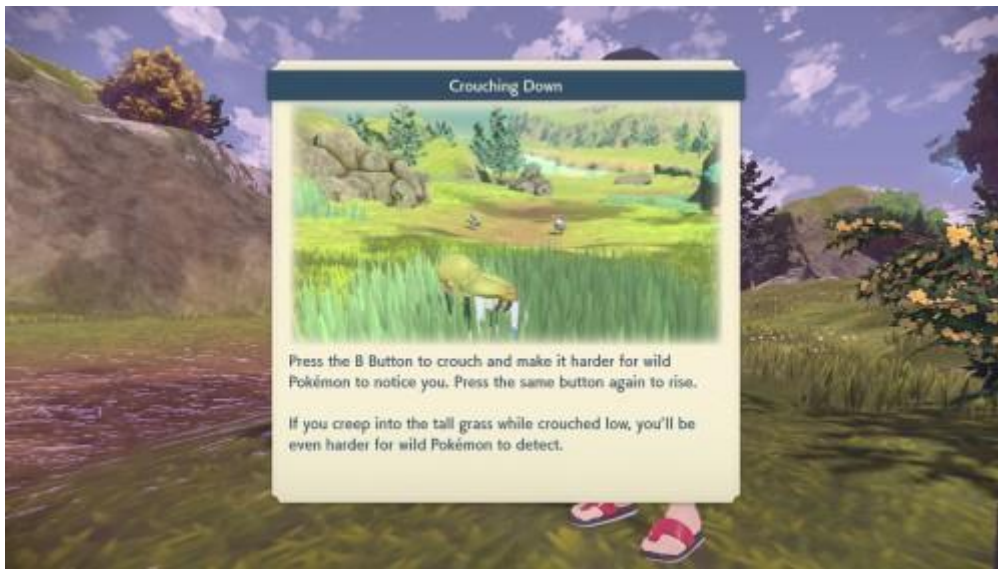 Crouching Down
Press the B Button to crouch and make it harder for wild
Pokémon to notice you. Press the same button again to rise.
If you creep into the tall grass while crouched low, you'll be
even harder for wild Pokémon to detect.